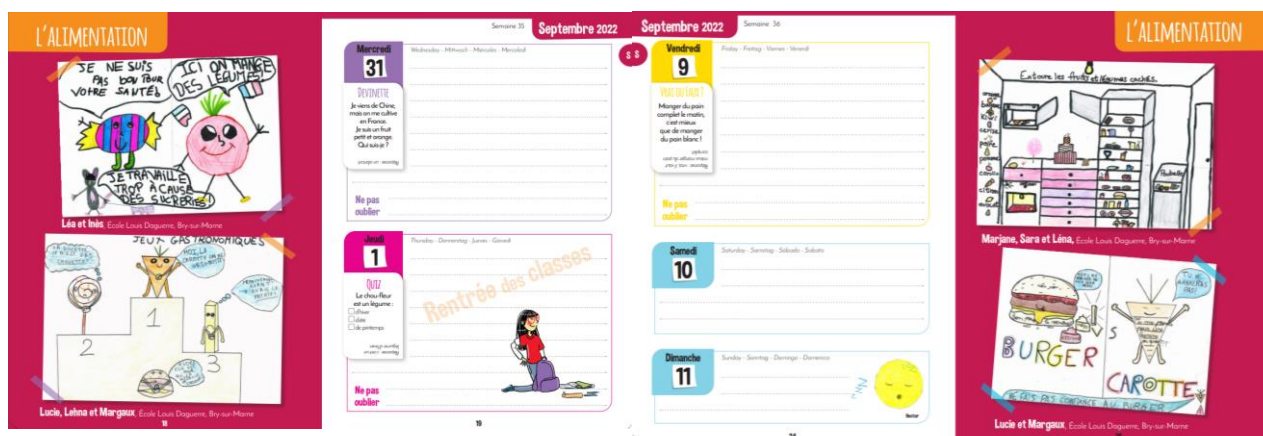 L'ALIMENTATION
JE NE SUIS
PAS BON POUR
VOTRE SANTÉ!
ICI ON MANGE
DES LÉGUMES!
JE TRAVAILLE
TROP À CAUSE
DES SUCRERIES!
Léa et Inès, École Louis Daguerre, Bry-sur-Marne
JEUX GASTRONOMIQUES
1
2
3
Lucie, Lehna et Margaux, École Louis Daguerre, Bry-sur-Marne
18
Semaine 35
Septembre 2022
Mercredi
31
Wednesday - Mittwoch - Miércoles - Mercoledì
DEVINETTE
Je viens de Chine,
mais on me cultive
en France.
Je suis un fruit
petit et orange.
Qui suis-je ?
Ne pas
oublier
Jeudi
1
Thursday - Donnerstag - Jueves - Giovedì
Rentrée des classes
QUIZ
Le chou-fleur
est un légume :
d'hiver
d'été
de printemps
Ne pas
oublier
19
Septembre 2022
Semaine 36
Vendredi
9
Friday - Freitag - Viernes - Venerdì
VRAI OU FAUX ?
Manger du pain
complet le matin,
c'est mieux
que de manger
du pain blanc !
Ne pas
oublier
Samedi
10
Saturday - Samstag - Sábado - Sabato
Dimanche
11
Sunday - Sonntag - Domingo - Domenica
L'ALIMENTATION
Entoure les fruits et légumes cachés.
Poubelle
Marjane, Sara et Léna, École Louis Daguerre, Bry-sur-Marne
BURGER
CAROTTE
JE FAIS PAS CONFIANCE AU BURGER
Lucie et Margaux, École Louis Daguerre, Bry-sur-Marne